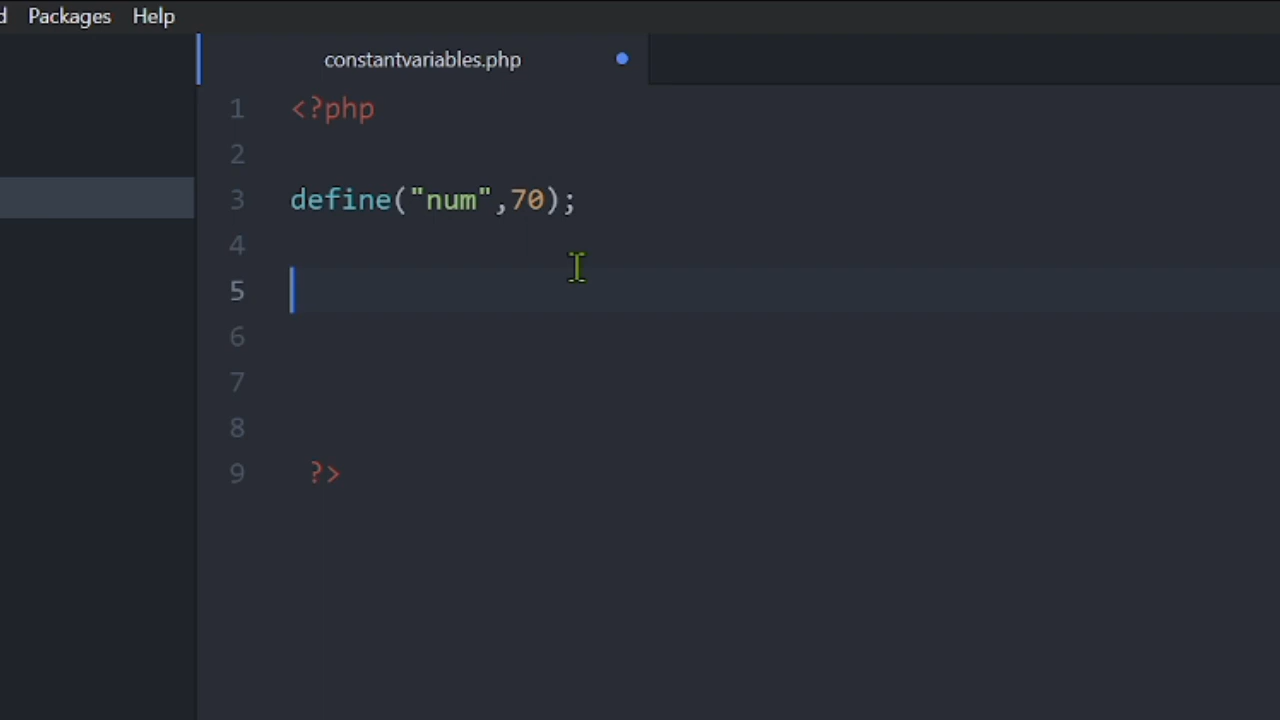 Packages Help
constantvariables.php
1 <?php
2
3 define("num",70);
4
5
6
7
8
9 ?>